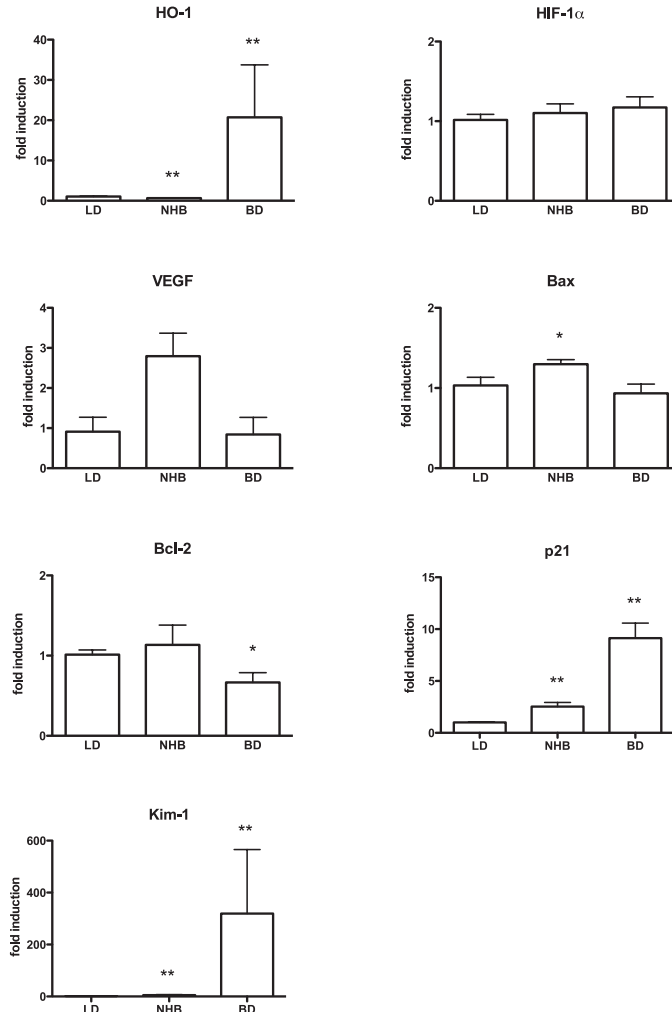 HO-1
fold induction
40
30
20
10
0
**
**
LD NHB BD
HIF-1α
fold induction
2
1
0
LD NHB BD
VEGF
fold induction
4
3
2
1
0
LD NHB BD
Bax
fold induction
2
1
0
*
LD NHB BD
Bcl-2
fold induction
2
1
0
*
LD NHB BD
p21
fold induction
15
10
5
0
**
**
LD NHB BD
Kim-1
fold induction
600
400
200
0
**
**
LD NHB BD